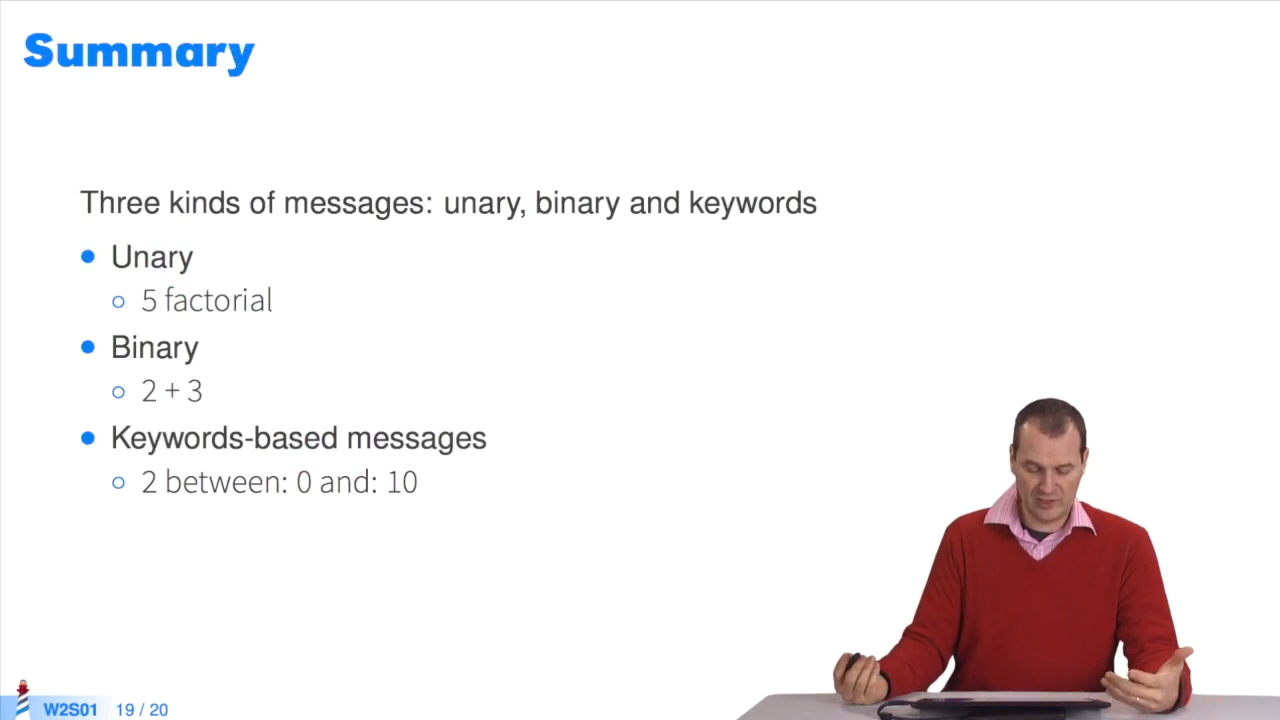 Summary
Three kinds of messages: unary, binary and keywords
Unary
5 factorial
Binary
2 + 3
Keywords-based messages
2 between: 0 and: 10
W2S01 19 / 20